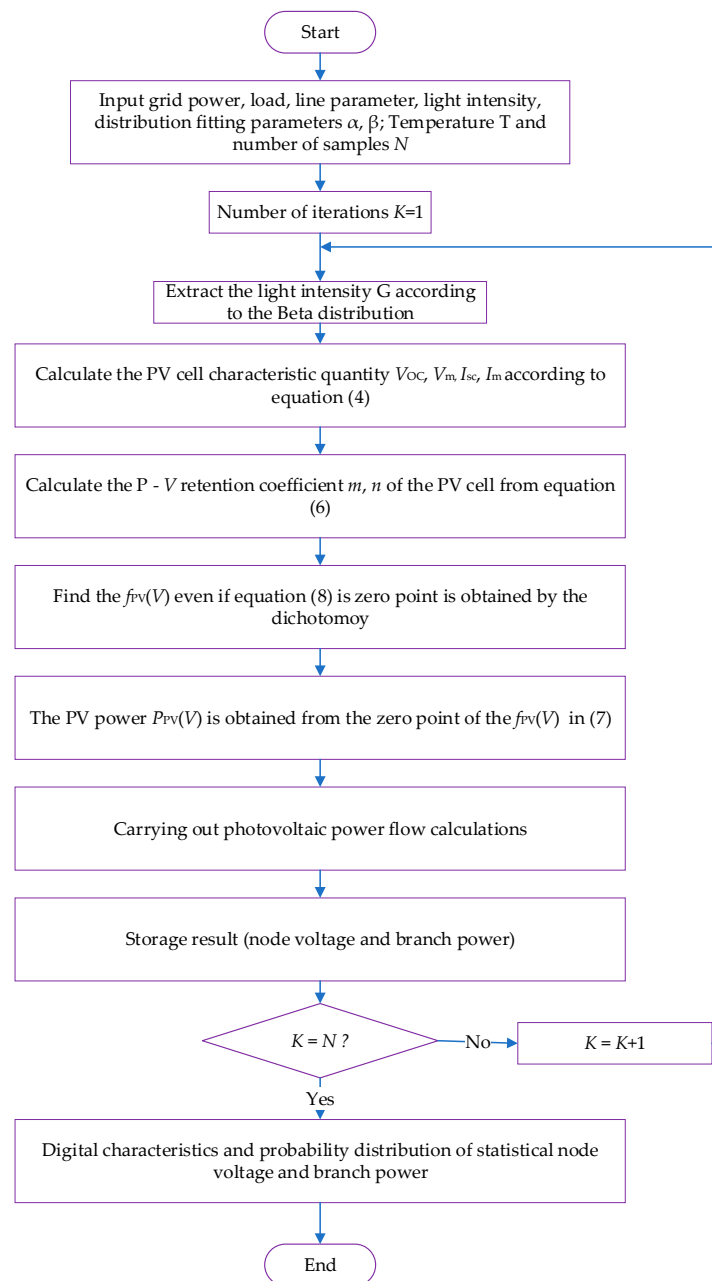 Start
Input grid power, load, line parameter, light intensity,
distribution fitting parameters α, β; Temperature T and
number of samples N
Number of iterations K=1
Extract the light intensity G according
to the Beta distribution
Calculate the PV cell characteristic quantity VOC, Vm, Isc, Im according to
equation (4)
Calculate the P - V retention coefficient m, n of the PV cell from equation
(6)
Find the fPV(V) even if equation (8) is zero point is obtained by the
dichotomoy
The PV power PPV(V) is obtained from the zero point of the fPV(V) in (7)
Carrying out photovoltaic power flow calculations
Storage result (node voltage and branch power)
K = N ?
No
K = K+1
Yes
Digital characteristics and probability distribution of statistical node
voltage and branch power
End